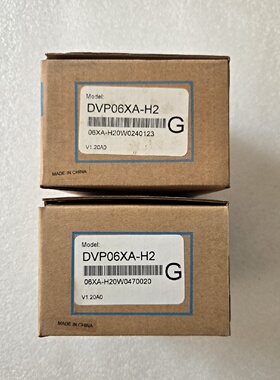 Model:
DVP06XA-H2
06XA-H20W0240123
G
V1.20A0
MADE IN CHINA
Model:
DVP06XA-H2
06XA-H20W0470020
G
V1.20A0
MADE IN CHINA